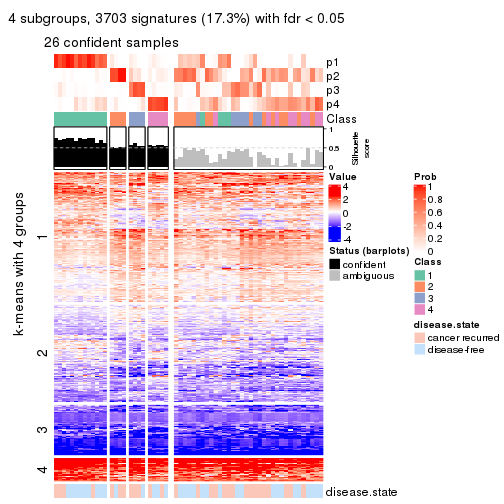 4 subgroups, 3703 signatures (17.3%) with fdr < 0.05
26 confident samples
p1
p2
p3
p4
Class
1
0.5
0
Silhouette
score
k-means with 4 groups
1
2
3
4
disease.state
Value
4
2
0
-2
-4
Status (barplots)
confident
ambiguous
Prob
1
0.8
0.6
0.4
0.2
0
Class
1
2
3
4
disease.state
cancer recurred
disease-free